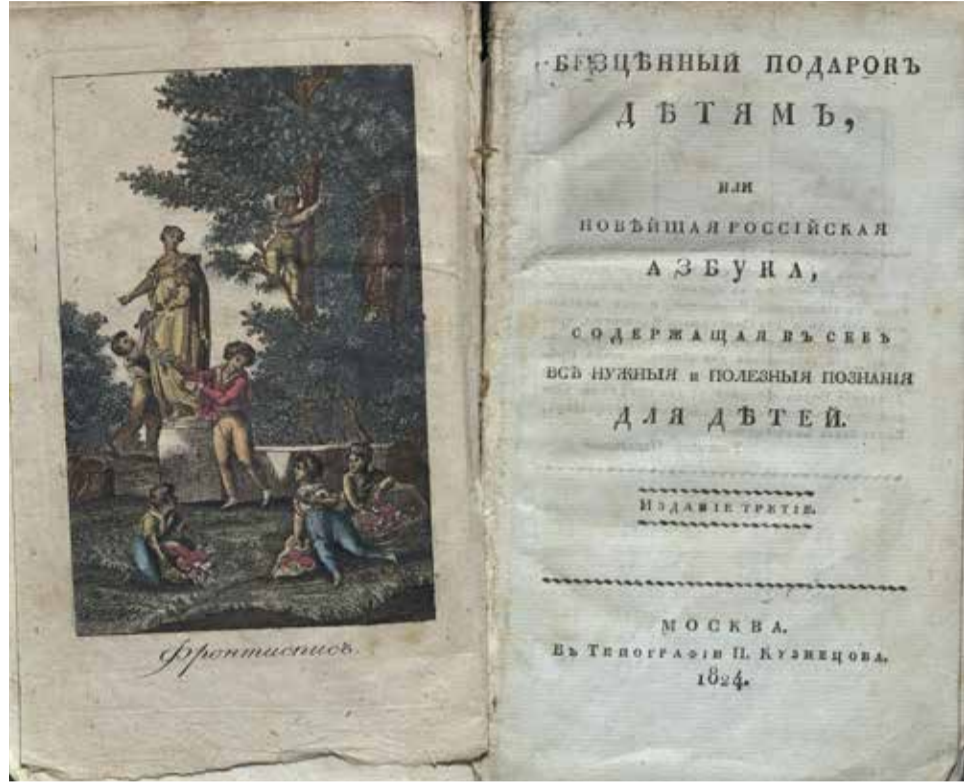 Фронтисписъ.
БЕЗЦѢННЫЙ ПОДАРОКЪ
ДѢТЯМЪ,
ИЛИ
НОВѢЙШАЯ РОССІЙСКАЯ
АЗБУКА,
СОДЕРЖАЩАЯ ВЪ СЕБѢ
ВСѢ НУЖНЫЯ и ПОЛЕЗНЫЯ ПОЗНАНІЯ
ДЛЯ ДѢТЕЙ.
ИЗДАНІЕ ТРЕТІЕ.
МОСКВА.
ВЪ ТИПОГРАФІИ П. КУЗНЕЦОВА.
1824.